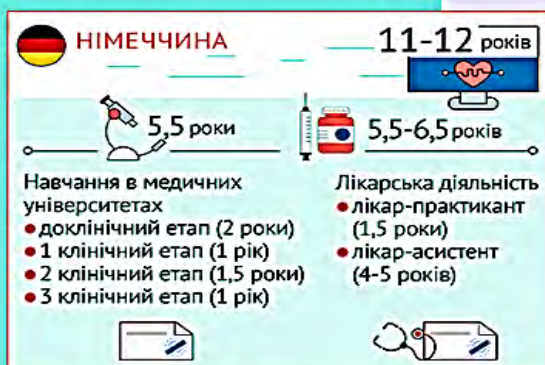 НІМЕЧЧИНА
11-12 років
5,5 роки
5,5-6,5 років
Навчання в медичних
університетах
• доклінічний етап (2 роки)
• 1 клінічний етап (1 рік)
• 2 клінічний етап (1,5 роки)
• 3 клінічний етап (1 рік)
Лікарська діяльність
• лікар-практикант
(1,5 роки)
• лікар-асистент
(4-5 років)